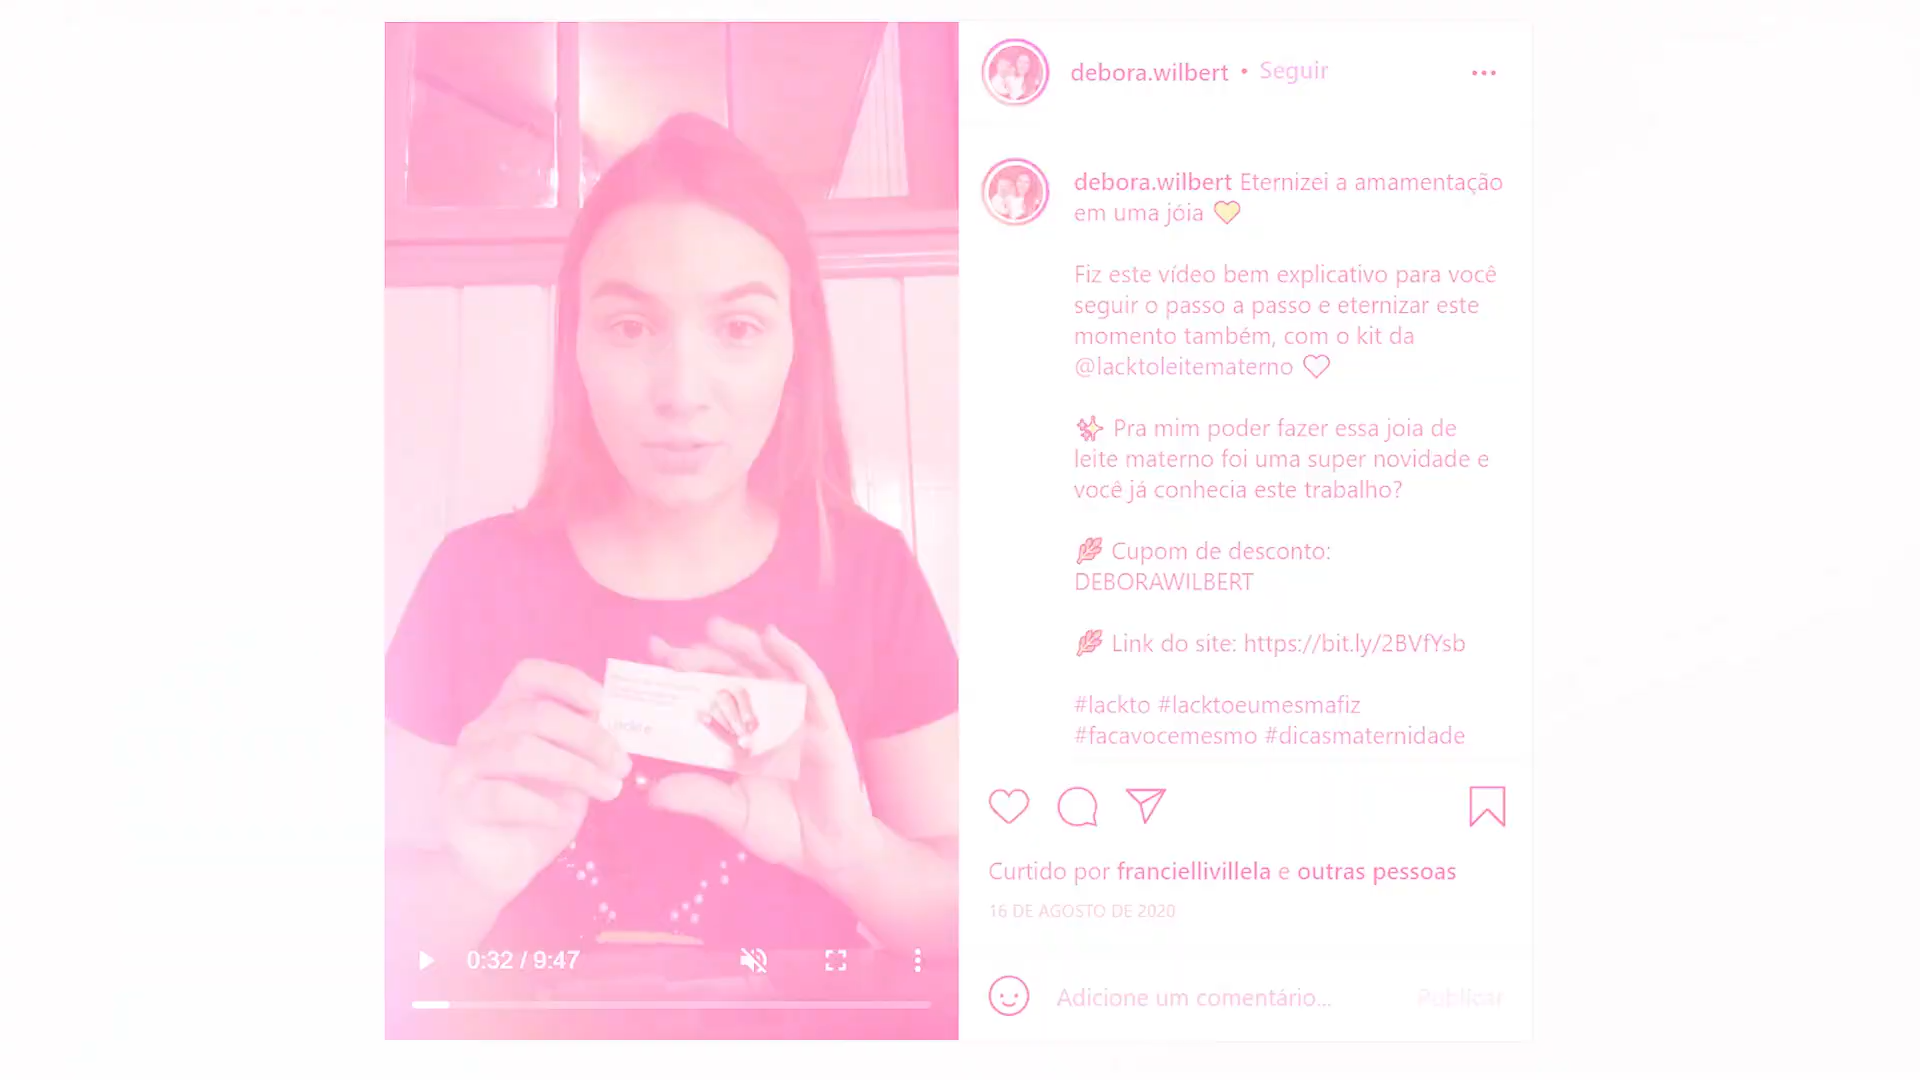 debora.wilbert • Seguir
debora.wilbert Eternizei a amamentação
em uma jóia
Fiz este vídeo bem explicativo para você
seguir o passo a passo e eternizar este
momento também, com o kit da
@lacktoleitematerno
Pra mim poder fazer essa joia de
leite materno foi uma super novidade e
você já conhecia este trabalho?
Cupom de desconto:
DEBORAWILBERT
Link do site: https://bit.ly/2BVfYsb
#lackto #lacktoeumesmafiz
#facavocemesmo #dicasmaternidade
Curtido por franciellivillela e outras pessoas
16 DE AGOSTO DE 2020
0:32 / 9:47
Adicione um comentário... Publicar